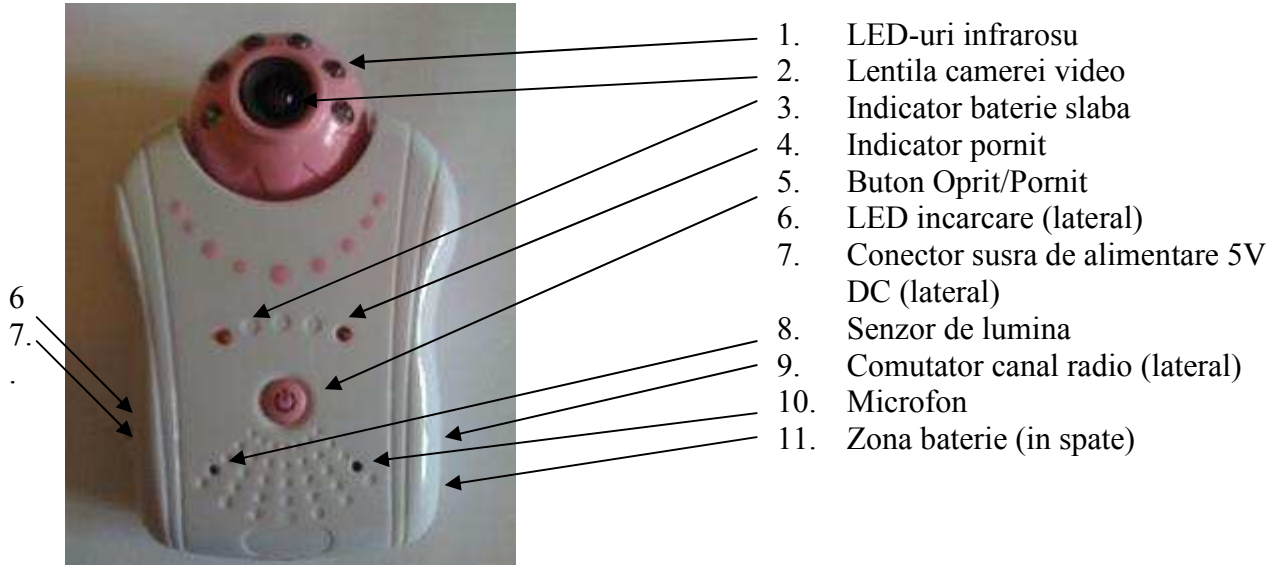 1. LED-uri infrarosu
2. Lentila camerei video
3. Indicator baterie slaba
4. Indicator pornit
5. Buton Oprit/Pornit
6. LED incarcare (lateral)
7. Conector susra de alimentare 5V
DC (lateral)
8. Senzor de lumina
9. Comutator canal radio (lateral)
10. Microfon
11. Zona baterie (in spate)
6
7.
.